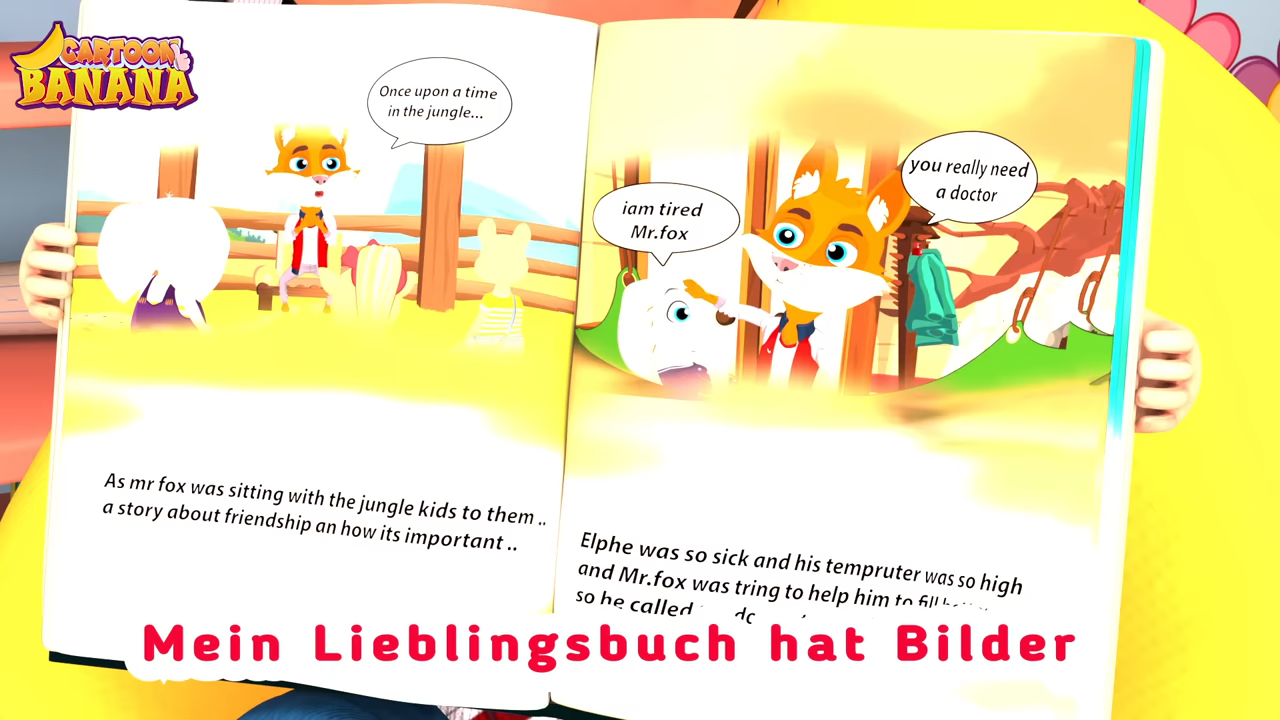 CARTOON
BANANA
Once upon a time
in the jungle...
As mr fox was sitting with the jungle kids to them ..
a story about friendship an how its important ..
iam tired
Mr.fox
you really need
a doctor
Elphe was so sick and his tempruter was so high
and Mr.fox was tring to help him to fill
so he called
Mein Lieblingsbuch hat Bilder